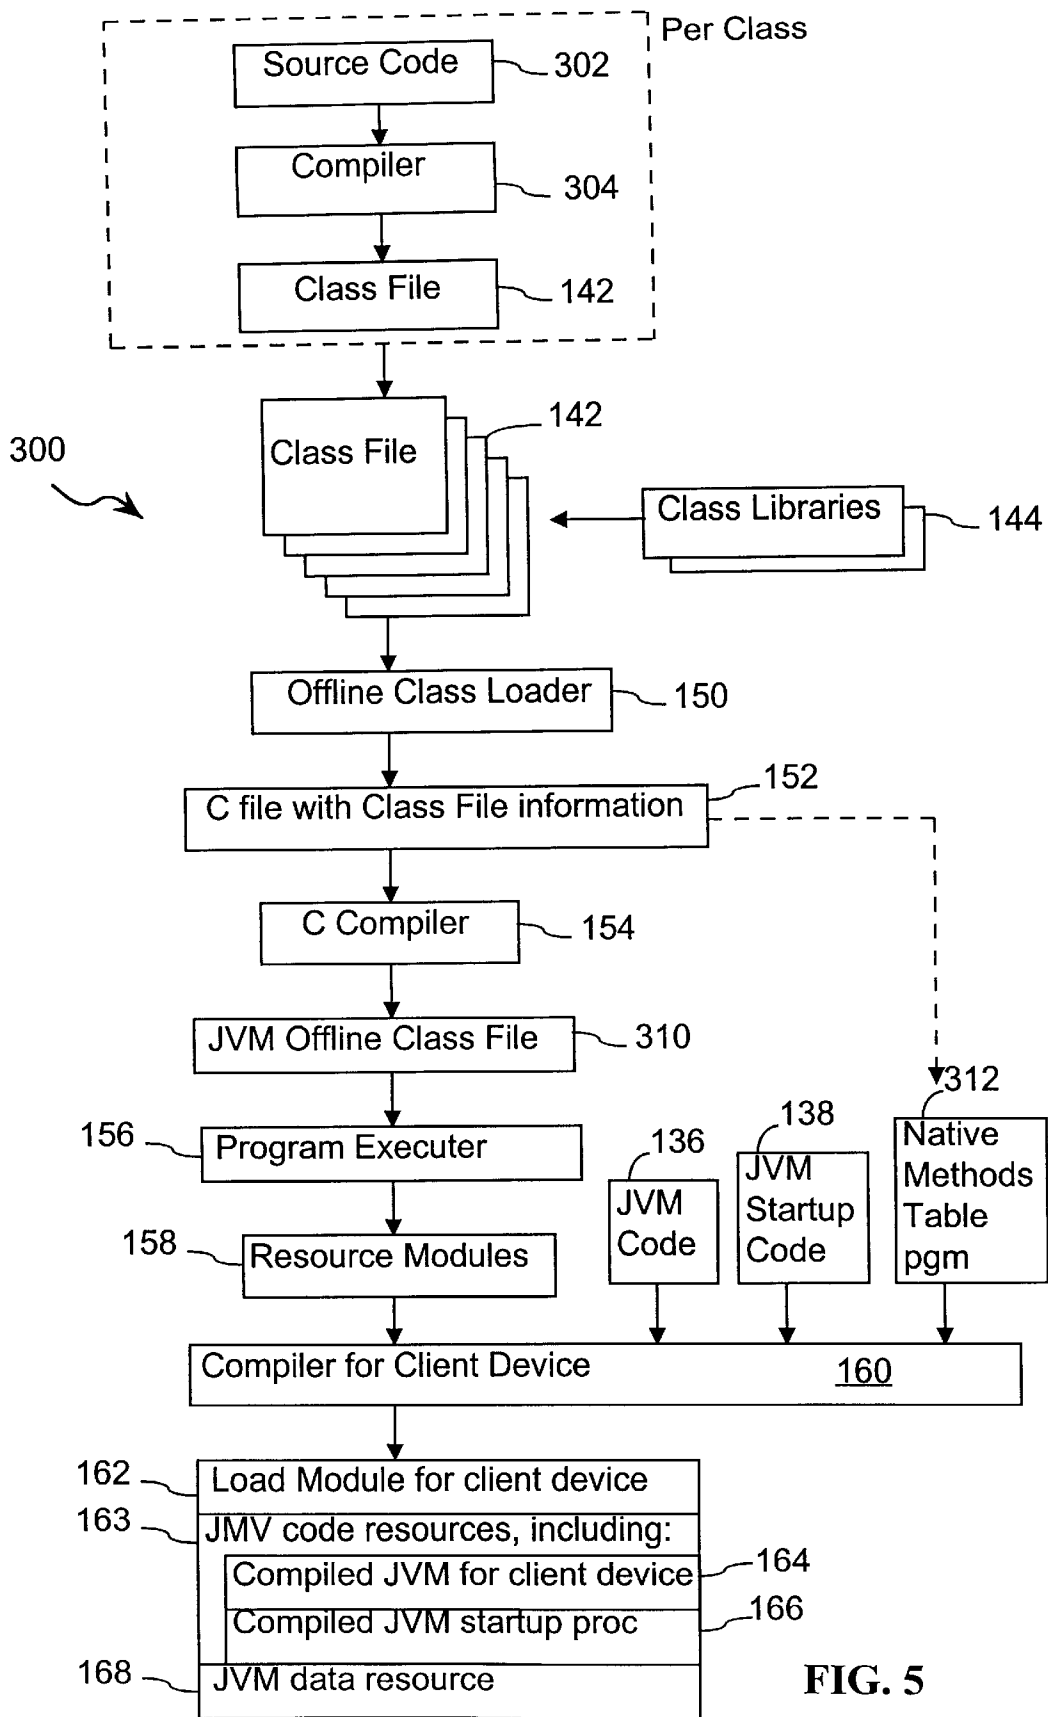 Per Class
Source Code
302
Compiler
304
Class File
142
300
Class File
142
Class Libraries
144
Offline Class Loader
150
C file with Class File information
152
C Compiler
154
JVM Offline Class File
310
156
Program Executer
158
Resource Modules
136
JVM
Code
138
JVM
Startup
Code
312
Native
Methods
Table
pgm
Compiler for Client Device
160
162
Load Module for client device
163
JMV code resources, including:
Compiled JVM for client device
164
Compiled JVM startup proc
166
168
JVM data resource
FIG. 5